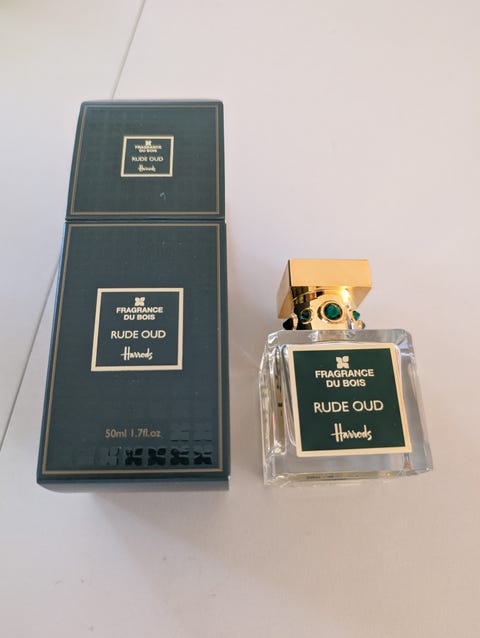 FRAGRANCE
DU BOIS
RUDE OUD
Harrods
FRAGRANCE
DU BOIS
RUDE OUD
Harrods
50ml 1.7fl.oz
FRAGRANCE
DU BOIS
RUDE OUD
Harrods